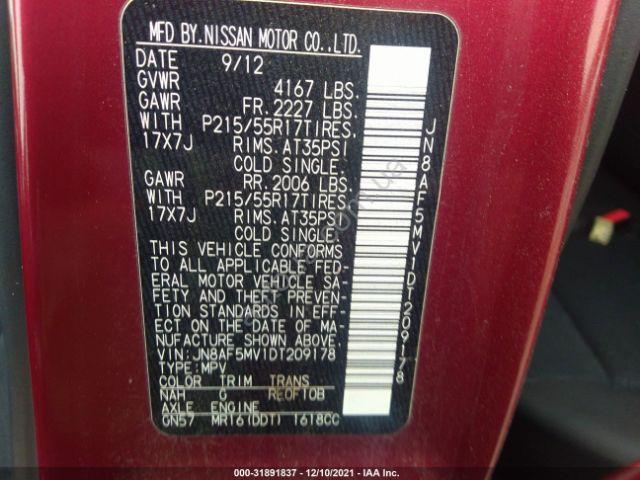 MFD BY.NISSAN MOTOR CO.,LTD.
DATE 9/12
GVWR 4167 LBS.
GAWR FR. 2227 LBS.
WITH P215/55R17TIRES.
17X7J RIMS.AT35PSI
COLD SINGLE.
GAWR RR. 2006 LBS.
WITH P215/55R17TIRES.
17X7J RIMS.AT35PSI
COLD SINGLE.
THIS VEHICLE CONFORMS
TO ALL APPLICABLE FED-
ERAL MOTOR VEHICLE SA-
FETY AND THEFT PREVEN-
TION STANDARDS IN EFF-
ECT ON THE DATE OF MA-
NUFACTURE SHOWN ABOVE.
VIN:JN8AF5MV1DT209178
TYPE:MPV
COLOR TRIM TRANS
NAH G RE0F10B
AXLE ENGINE
GN57 MR16(DDT) 1618CC
JN8AF5MV1DT209178
000-31891837 - 12/10/2021 - IAA Inc.